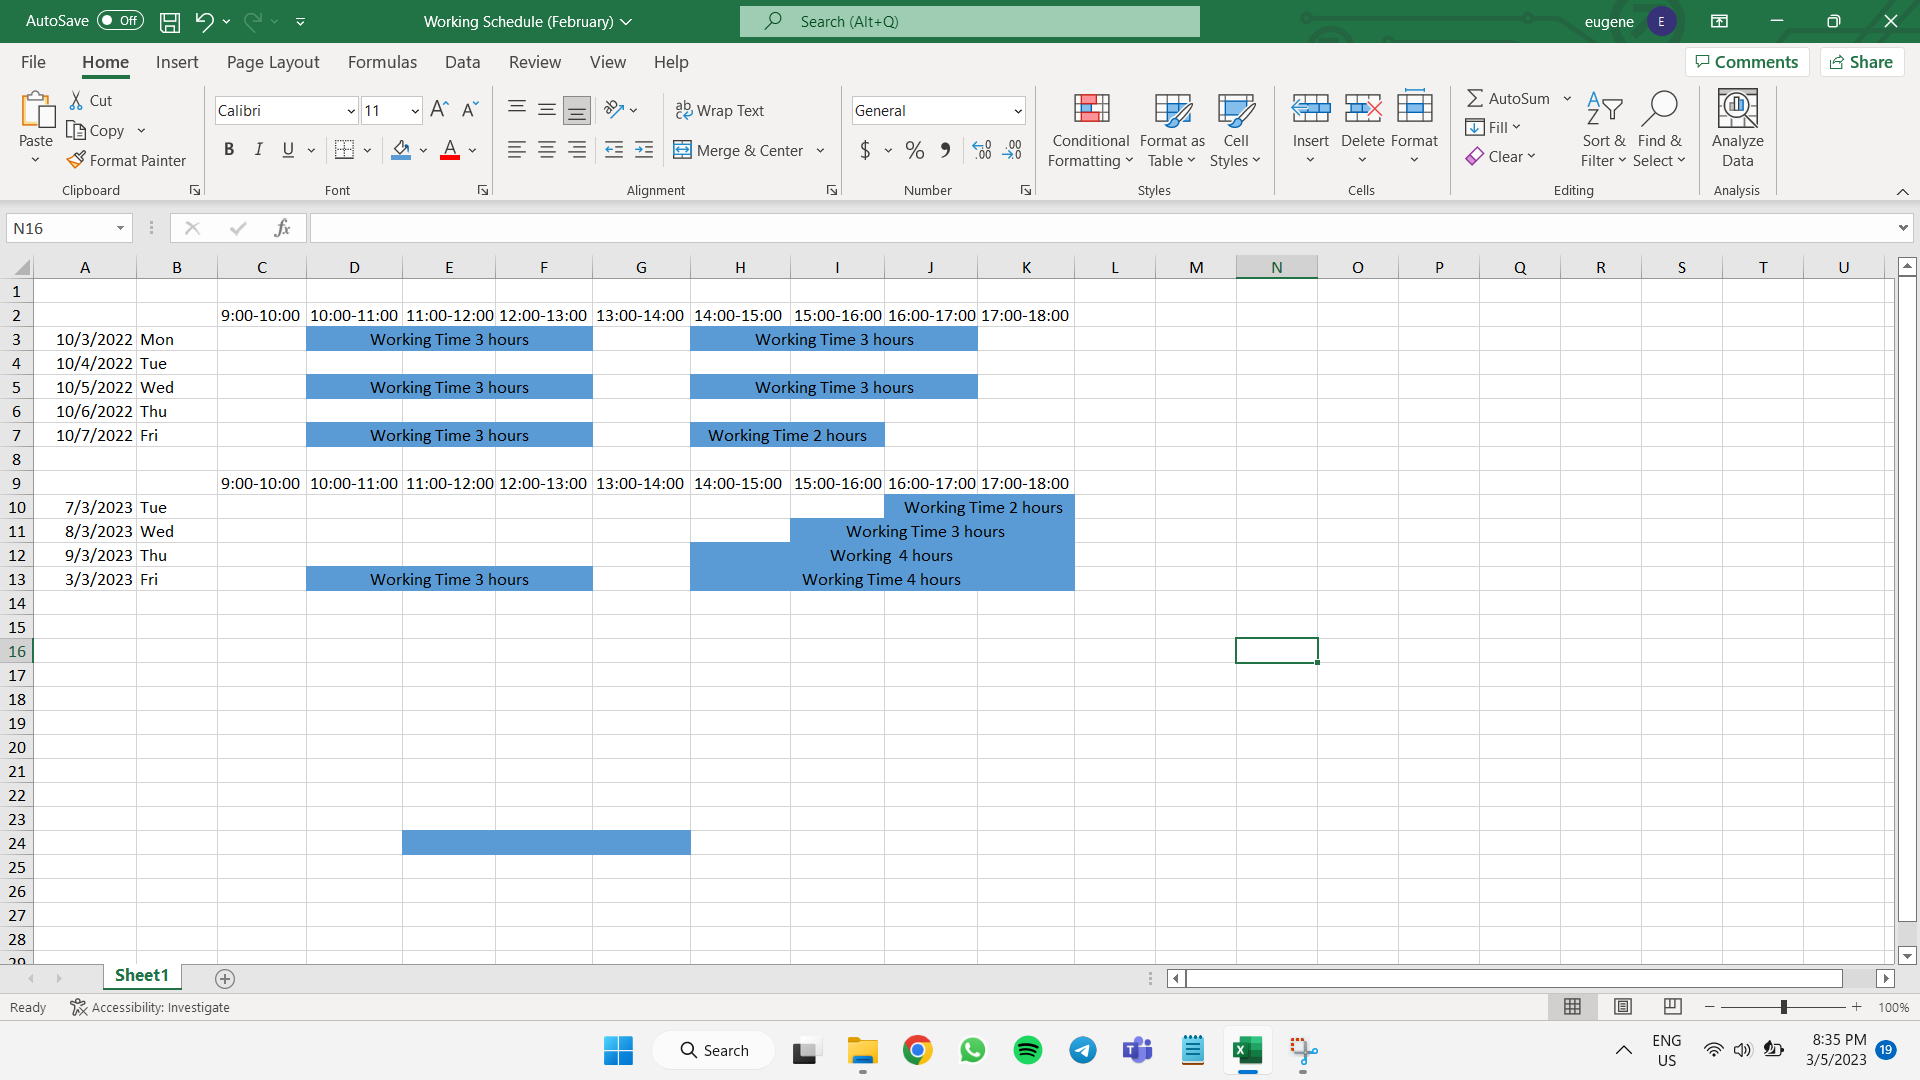 AutoSave Off Working Schedule (February) Search (Alt+Q) eugene E
File Home Insert Page Layout Formulas Data Review View Help Comments Share
Paste Cut Copy Format Painter Clipboard
Calibri 11 A A B I U A Font
ab Wrap Text Merge & Center Alignment
General $ % 9 Number
Conditional Formatting Format as Table Cell Styles Styles
Insert Delete Format Cells
AutoSum Fill Clear Sort & Filter Find & Select Editing
Analyze Data Analysis
N16 fx
A B C D E F G H I J K L M N O P Q R S T U
1
2 9:00-10:00 10:00-11:00 11:00-12:00 12:00-13:00 13:00-14:00 14:00-15:00 15:00-16:00 16:00-17:00 17:00-18:00
3 10/3/2022 Mon Working Time 3 hours Working Time 3 hours
4 10/4/2022 Tue
5 10/5/2022 Wed Working Time 3 hours Working Time 3 hours
6 10/6/2022 Thu
7 10/7/2022 Fri Working Time 3 hours Working Time 2 hours
8
9 9:00-10:00 10:00-11:00 11:00-12:00 12:00-13:00 13:00-14:00 14:00-15:00 15:00-16:00 16:00-17:00 17:00-18:00
10 7/3/2023 Tue Working Time 2 hours
11 8/3/2023 Wed Working Time 3 hours
12 9/3/2023 Thu Working  4 hours
13 3/3/2023 Fri Working Time 3 hours Working Time 4 hours
14
15
16
17
18
19
20
21
22
23
24
25
26
27
28
29
Sheet1
Ready Accessibility: Investigate 100%
Search ENG US 8:35 PM 3/5/2023 19